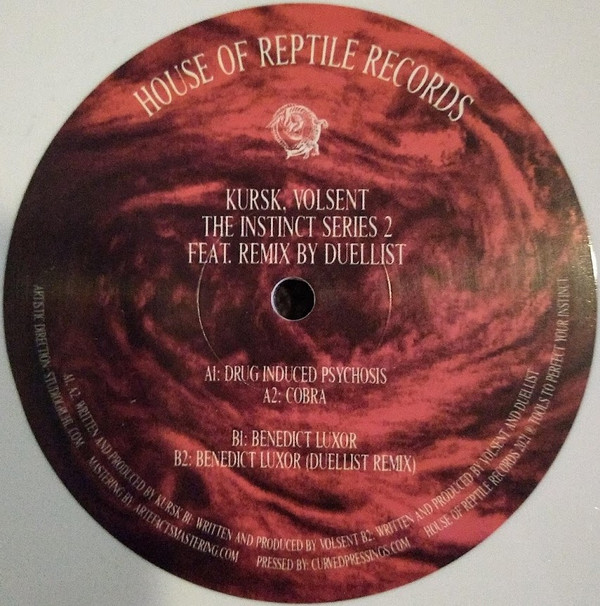 HOUSE OF REPTILE RECORDS
KURSK, VOLSENT
THE INSTINCT SERIES 2
FEAT. REMIX BY DUELLIST
A1: DRUG INDUCED PSYCHOSIS
A2: COBRA
B1: BENEDICT LUXOR
B2: BENEDICT LUXOR (DUELLIST REMIX)
A1, A2: WRITTEN AND PRODUCED BY KURSK B1: WRITTEN AND PRODUCED BY VOLSENT B2: WRITTEN AND PRODUCED BY VOLSENT AND DUELLIST
ARTISTIC DIRECTION: MASTERING BY: ARTEFACTSMASTERING.COM PRESSED BY: CURVEDPRESSINGS.COM HOUSE OF REPTILE RECORDS 2021 TOOLS TO PERFECT YOUR INSTINCT